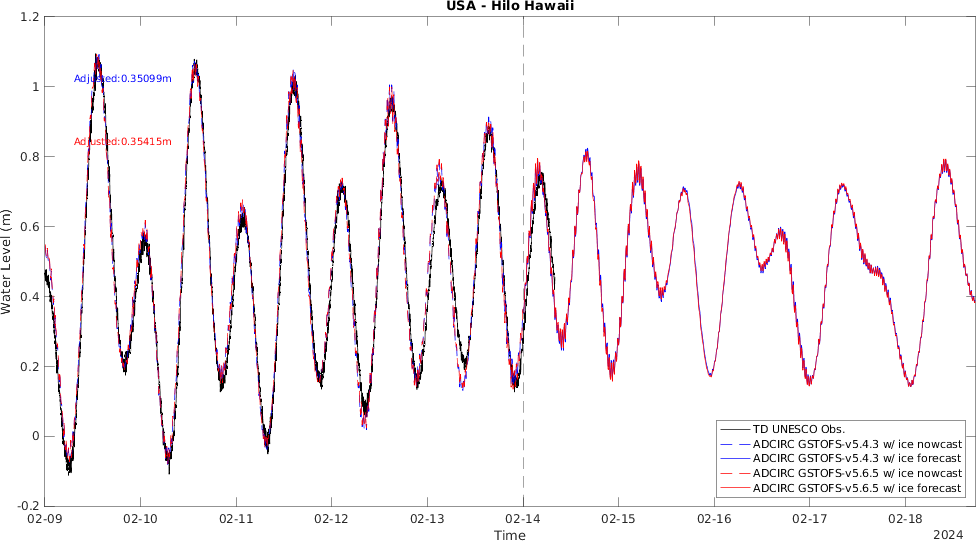 USA - Hilo Hawaii
1.2
1
0.8
0.6
0.4
0.2
0
-0.2
Water Level (m)
Adjusted:0.35099m
Adjusted:0.35415m
TD UNESCO Obs.
ADCIRC GSTOFS-v5.4.3 w/ ice nowcast
ADCIRC GSTOFS-v5.4.3 w/ ice forecast
ADCIRC GSTOFS-v5.6.5 w/ ice nowcast
ADCIRC GSTOFS-v5.6.5 w/ ice forecast
02-09 02-10 02-11 02-12 02-13 02-14 02-15 02-16 02-17 02-18
Time
2024